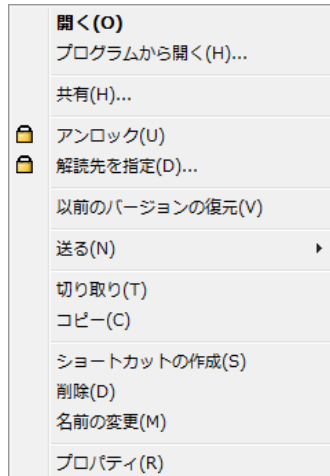 開く(O)
プログラムから開く(H)...
共有(H)...
アンロック(U)
解読先を指定(D)...
以前のバージョンの復元(V)
送る(N)
切り取り(T)
コピー(C)
ショートカットの作成(S)
削除(D)
名前の変更(M)
プロパティ(R)